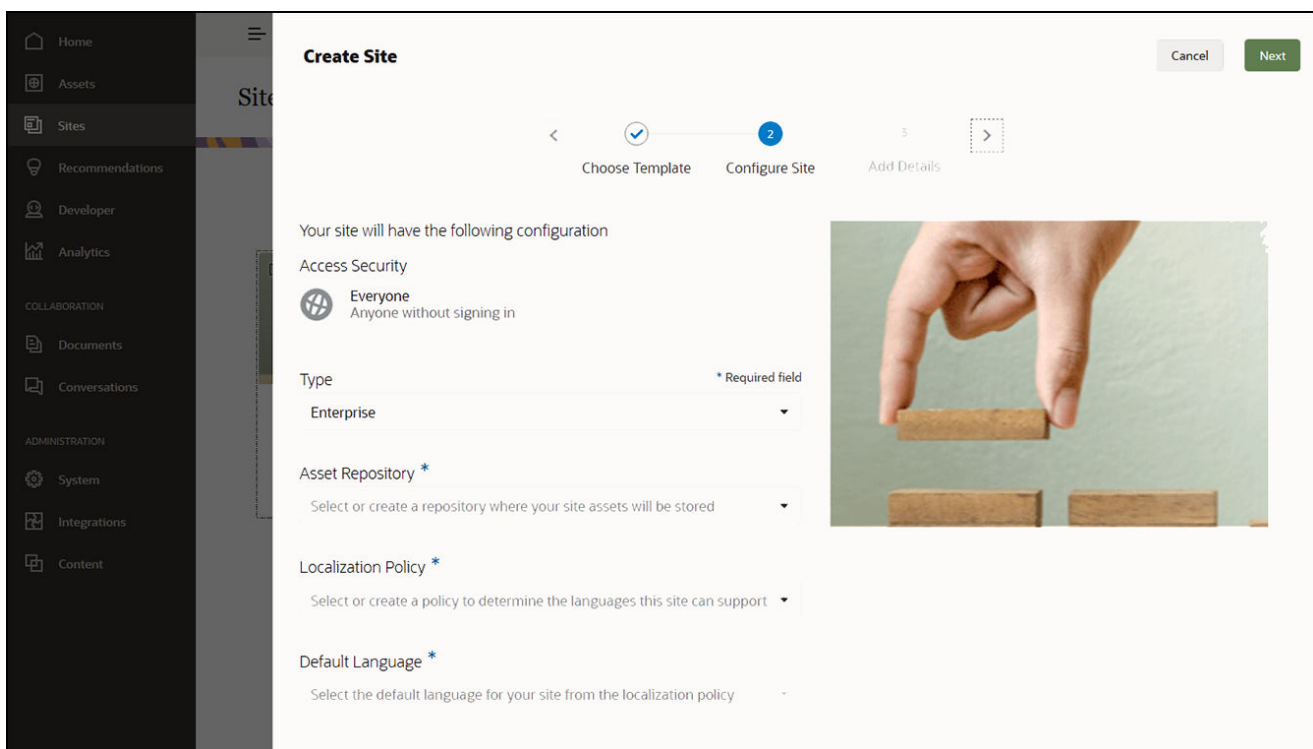 Home
Assets
Sites
Recommendations
Developer
Analytics
COLLABORATION
Documents
Conversations
ADMINISTRATION
System
Integrations
Content
Site
Create Site
Cancel
Next
2
3
Choose Template
Configure Site
Add Details
Your site will have the following configuration
Access Security
Everyone
Anyone without signing in
Type
* Required field
Enterprise
Asset Repository *
Select or create a repository where your site assets will be stored
Localization Policy *
Select or create a policy to determine the languages this site can support
Default Language *
Select the default language for your site from the localization policy